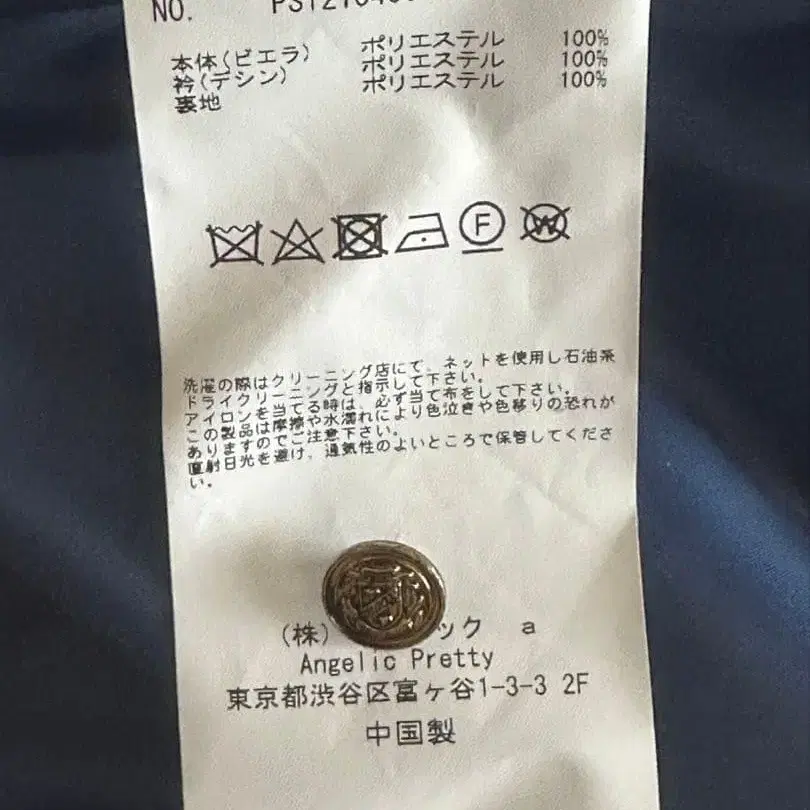 NO.
本体(ビエラ) ポリエステル 100%
衿(デシン) ポリエステル 100%
裏地 ポリエステル 100%
F
W
洗濯の際はクリーニング店にて、ネットを使用し石油系
ドライクリーニングと指示して下さい。
アイロンを当てる時は、必ず当て布をして下さい。
この製品は摩擦や水濡れにより色泣きや色移りの恐れが
ありますのでご注意下さい。
直射日光を避け、通気性のよいところで保管してくださ
い。
(株) ック a
Angelic Pretty
東京都渋谷区富ヶ谷1-3-3 2F
中国製